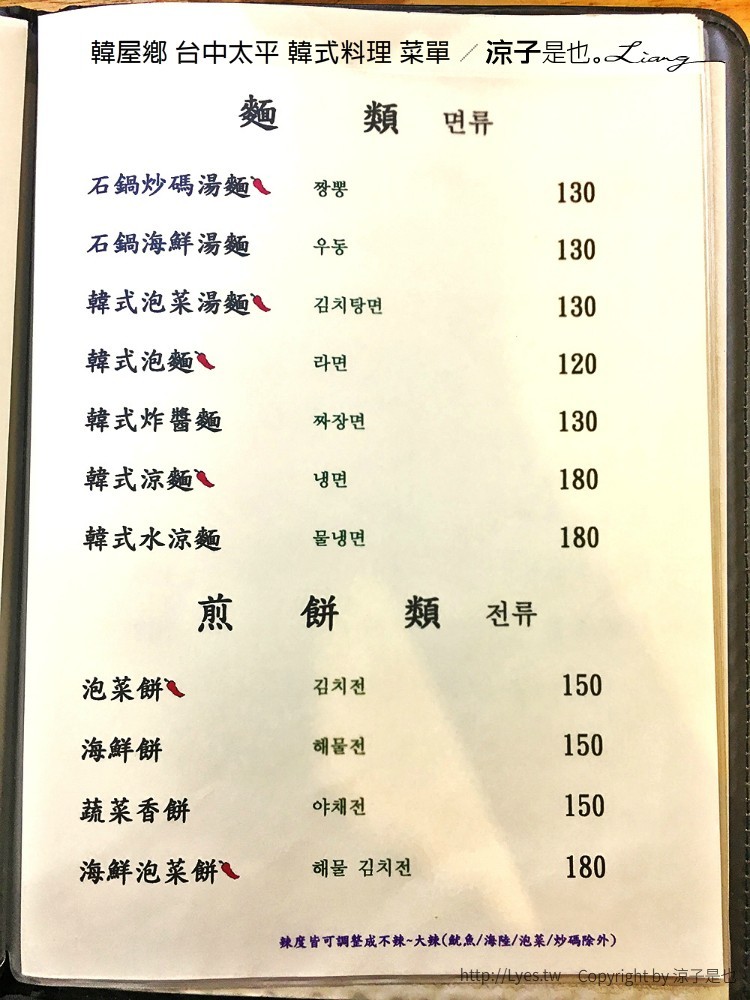 韓屋鄉 台中太平 韓式料理 菜單 ／ 涼子是也。Liang
麵 類 면류
石鍋炒碼湯麵 짬뽕 130
石鍋海鮮湯麵 우동 130
韓式泡菜湯麵 김치탕면 130
韓式泡麵 라면 120
韓式炸醬麵 짜장면 130
韓式涼麵 냉면 180
韓式水涼麵 물냉면 180
煎 餅 類 전류
泡菜餅 김치전 150
海鮮餅 해물전 150
蔬菜香餅 야채전 150
海鮮泡菜餅 해물 김치전 180
辣度皆可調整成不辣~大辣(魷魚/海陸/泡菜/炒碼除外)
http://Lyes.tw Copyright by 涼子是也